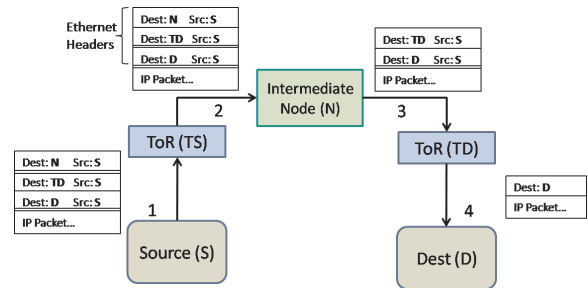 Ethernet
Headers
Dest: N Src: S
Dest: TD Src: S
Dest: D Src: S
IP Packet...
Dest: TD Src: S
Dest: D Src: S
IP Packet...
Intermediate
Node (N)
2
3
ToR (TS)
ToR (TD)
Dest: N Src: S
Dest: TD Src: S
Dest: D Src: S
IP Packet...
1
Source (S)
4
Dest: D
IP Packet...
Dest (D)